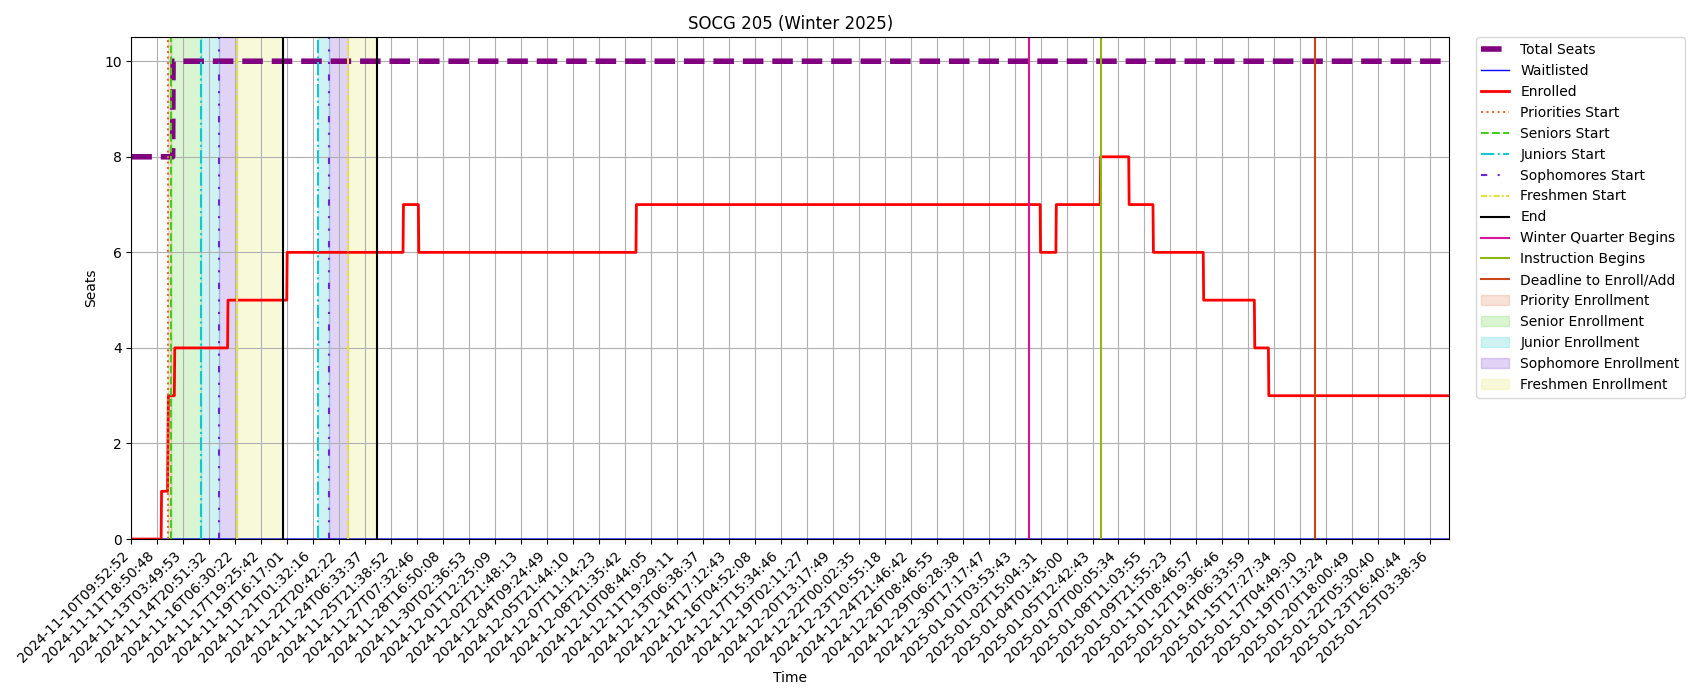 SOCG 205 (Winter 2025)
Seats
10
8
6
4
2
0
2024-11-10T09:52:52
2024-11-11T18:50:48
2024-11-13T03:49:53
2024-11-14T20:51:32
2024-11-16T06:30:22
2024-11-17T19:25:42
2024-11-19T16:17:01
2024-11-21T01:32:16
2024-11-22T20:42:22
2024-11-24T06:33:37
2024-11-25T21:38:52
2024-11-27T07:32:46
2024-11-28T16:50:08
2024-11-30T02:36:53
2024-12-01T12:25:09
2024-12-02T21:48:13
2024-12-04T09:24:49
2024-12-05T21:44:10
2024-12-07T11:14:23
2024-12-08T21:35:42
2024-12-10T08:44:05
2024-12-11T19:29:11
2024-12-13T06:38:37
2024-12-14T17:12:43
2024-12-16T04:52:08
2024-12-17T15:34:46
2024-12-19T02:11:27
2024-12-20T13:17:49
2024-12-22T00:02:35
2024-12-23T10:55:18
2024-12-24T21:46:42
2024-12-26T08:46:55
2024-12-29T06:28:38
2024-12-30T17:17:47
2025-01-01T03:53:43
2025-01-02T15:04:31
2025-01-04T01:45:00
2025-01-05T12:42:43
2025-01-07T00:05:34
2025-01-08T11:03:55
2025-01-09T21:53:23
2025-01-11T08:46:57
2025-01-12T19:36:46
2025-01-14T06:33:59
2025-01-15T17:27:34
2025-01-17T04:49:30
2025-01-19T07:13:24
2025-01-20T18:00:49
2025-01-22T05:30:40
2025-01-23T16:40:44
2025-01-25T03:38:36
Time
Total Seats
Waitlisted
Enrolled
Priorities Start
Seniors Start
Juniors Start
Sophomores Start
Freshmen Start
End
Winter Quarter Begins
Instruction Begins
Deadline to Enroll/Add
Priority Enrollment
Senior Enrollment
Junior Enrollment
Sophomore Enrollment
Freshmen Enrollment